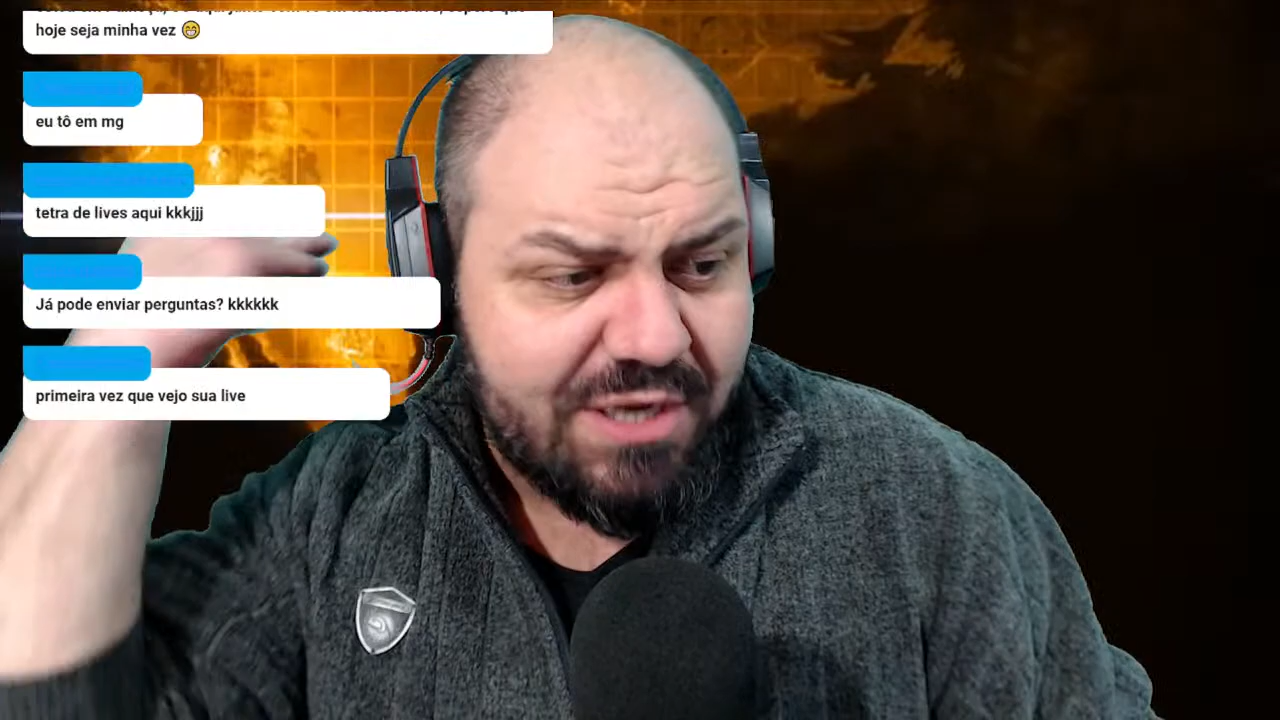 hoje seja minha vez 😁
eu tô em mg
tetra de lives aqui kkkjjj
Já pode enviar perguntas? kkkkkk
primeira vez que vejo sua live